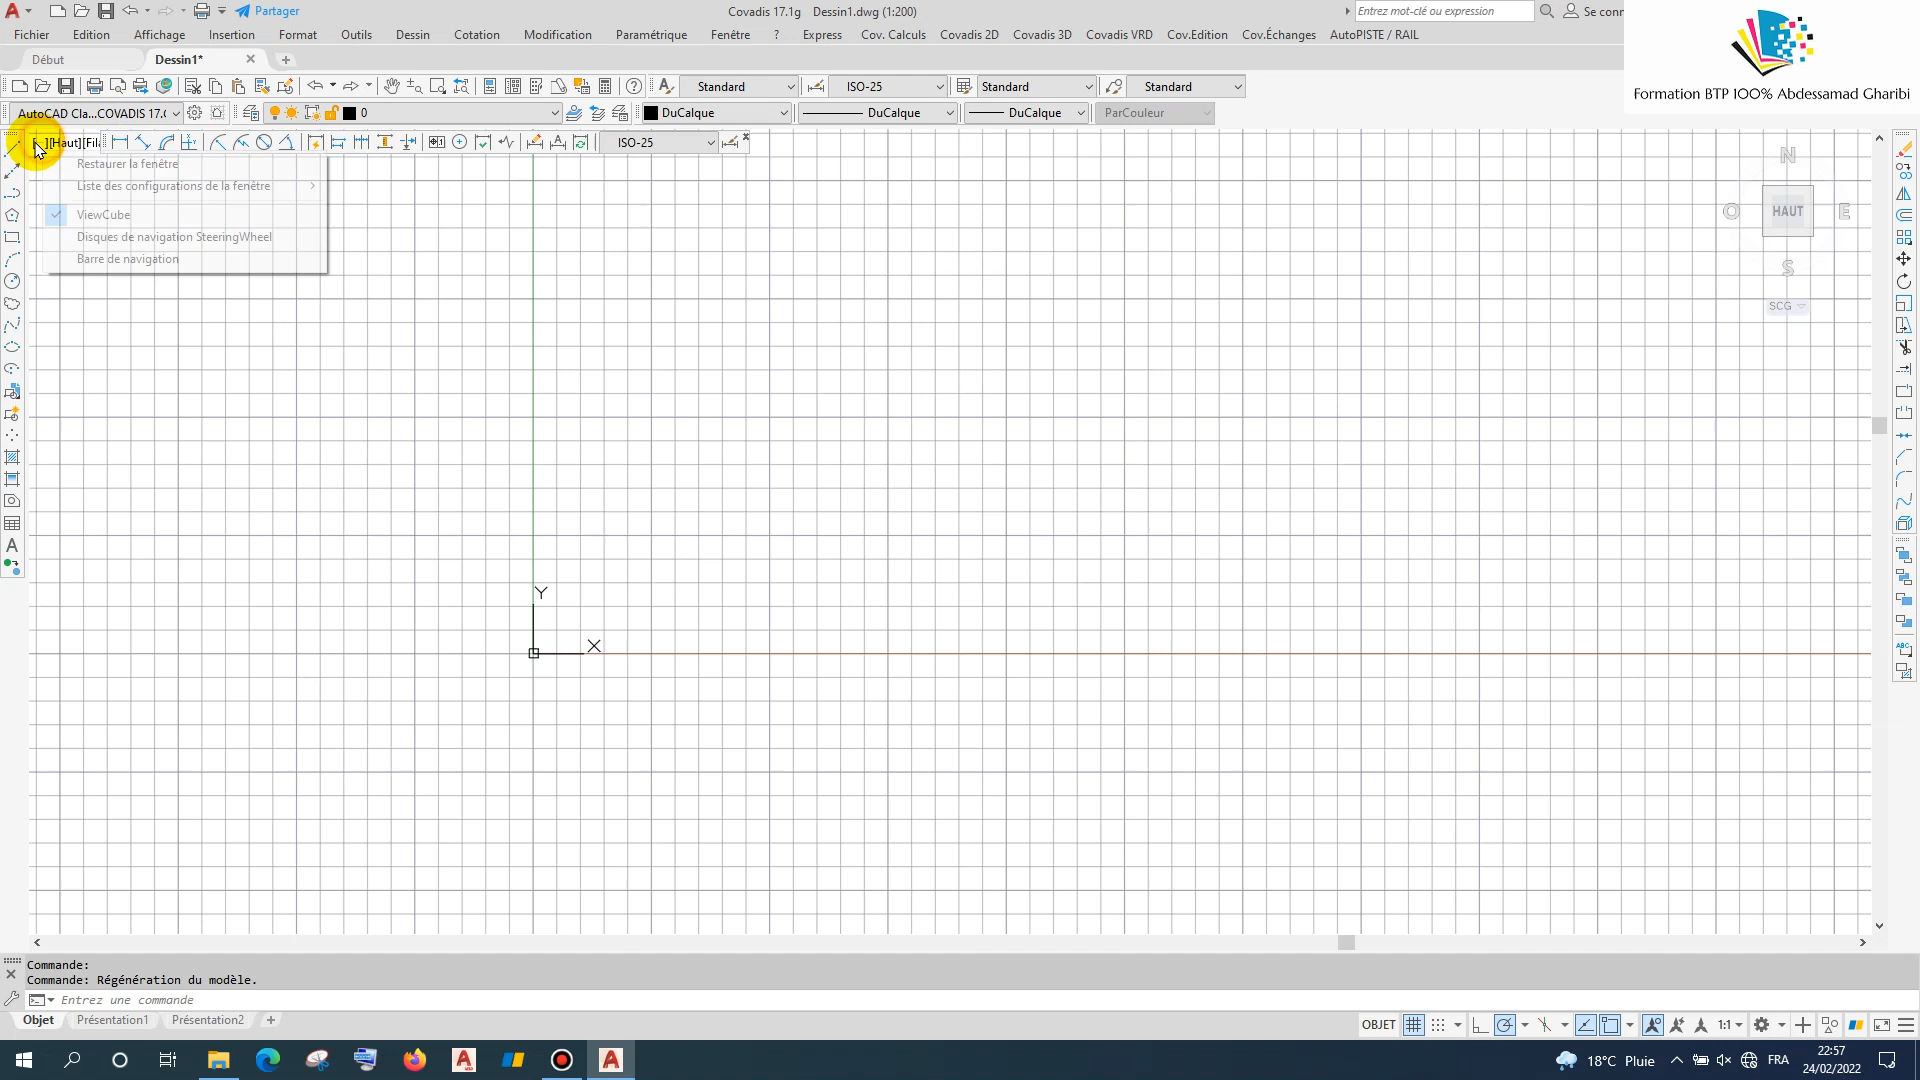 Partager
Covadis 17.1g Dessin1.dwg (1:200)
Entrez mot-clé ou expression
Se conn
Fichier Edition Affichage Insertion Format Outils Dessin Cotation Modification Paramétrique Fenêtre ? Express Cov. Calculs Covadis 2D Covadis 3D Covadis VRD Cov.Edition Cov.Échanges AutoPISTE / RAIL
Début Dessin1*
Formation BTP 100% Abdessamad Gharibi
Standard ISO-25 Standard Standard
AutoCAD Cla...COVADIS 17.( 0 DuCalque DuCalque DuCalque ParCouleur
][Haut][Fila ISO-25
Restaurer la fenêtre
Liste des configurations de la fenêtre
ViewCube
Disques de navigation SteeringWheel
Barre de navigation
N
O HAUT E
S
SCG
Y
X
Commande:
Commande: Régénération du modèle.
Entrez une commande
Objet Présentation1 Présentation2
OBJET 1:1
18°C Pluie FRA 22:57
24/02/2022